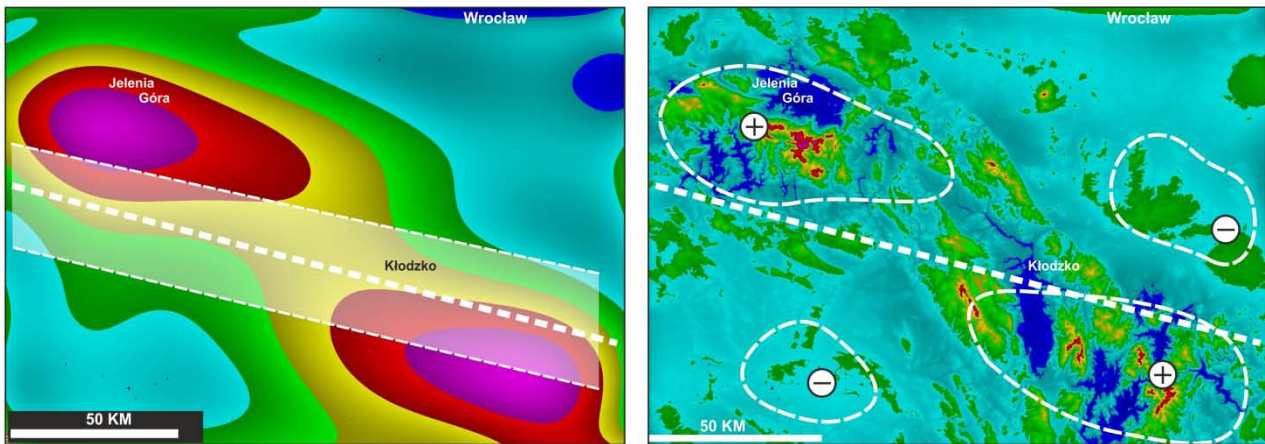 Wrocław
Jelenia
Góra
Kłodzko
50 KM
Wrocław
Jelenia
Góra
+
−
Kłodzko
−
+
50 KM